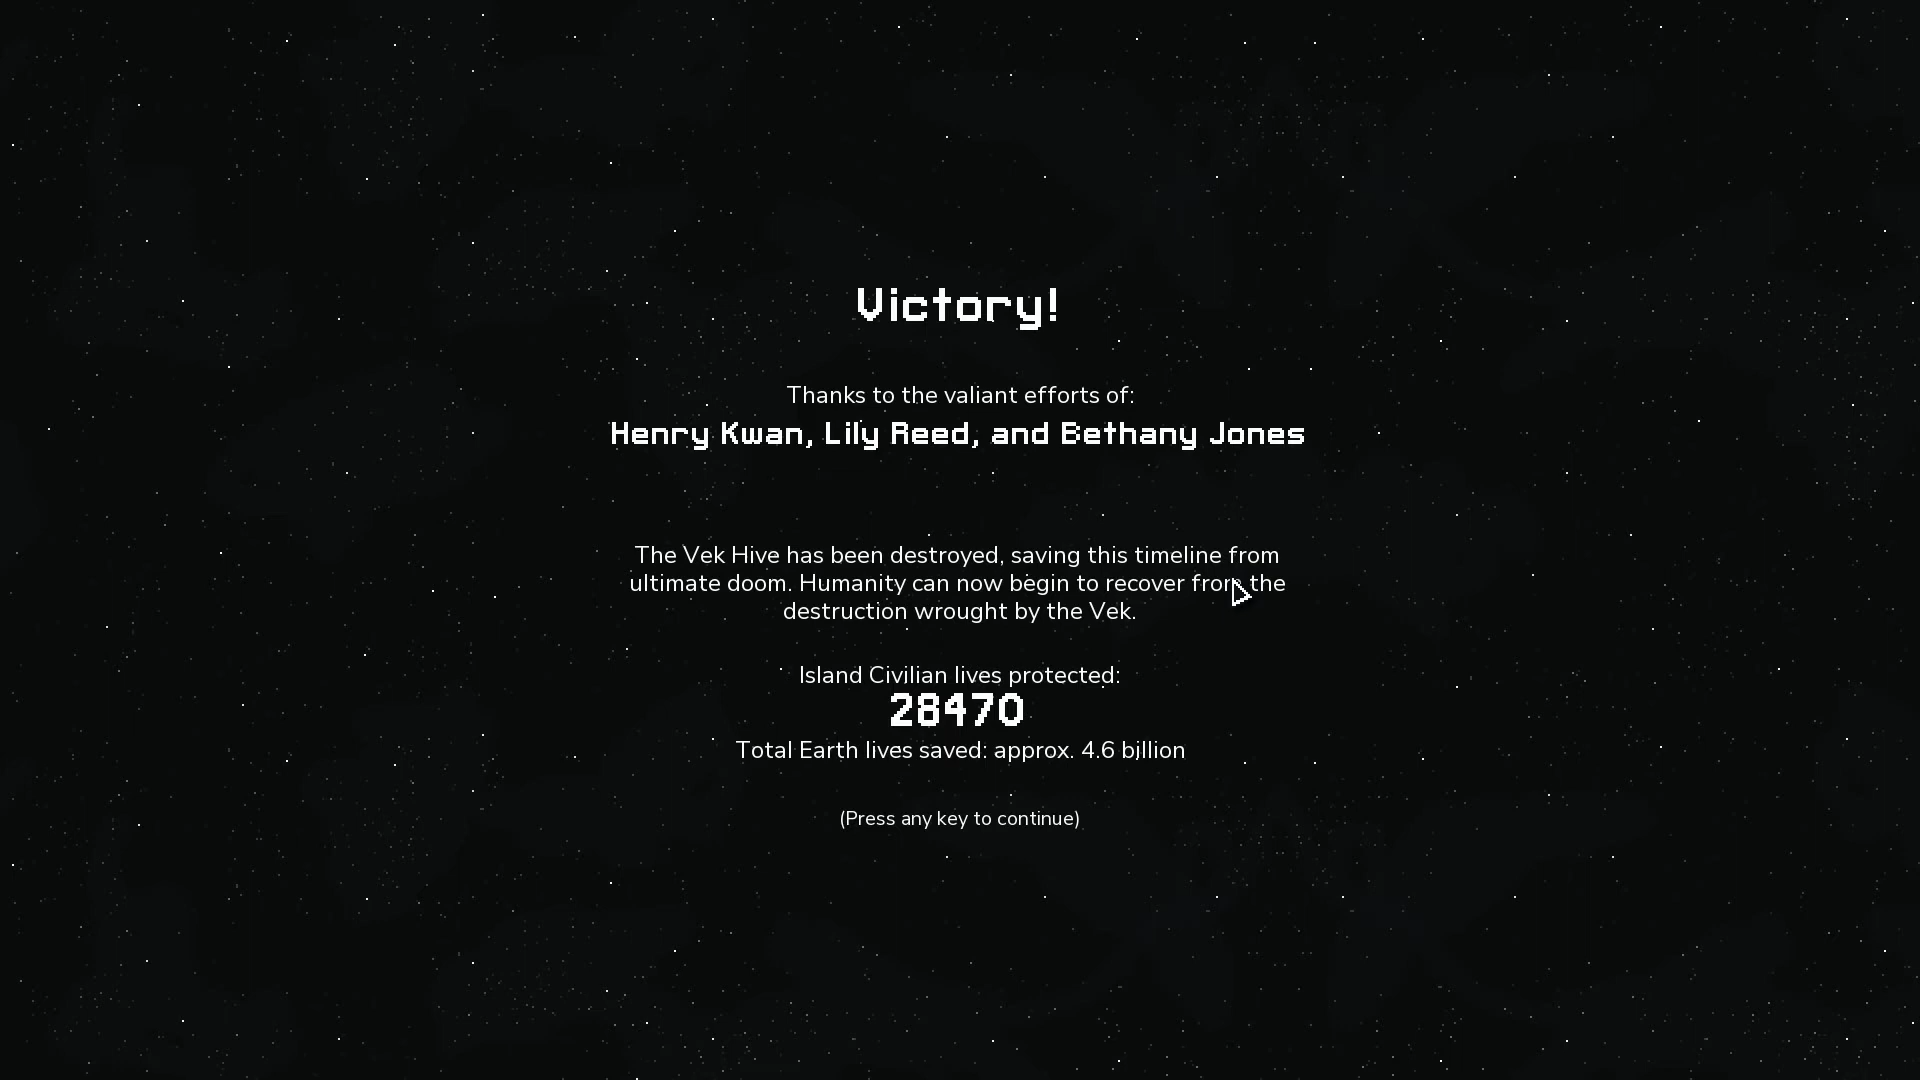 Victory!
Thanks to the valiant efforts of:
Henry Kwan, Lily Reed, and Bethany Jones
The Vek Hive has been destroyed, saving this timeline from
ultimate doom. Humanity can now begin to recover from the
destruction wrought by the Vek.
Island Civilian lives protected:
28470
Total Earth lives saved: approx. 4.6 billion
(Press any key to continue)